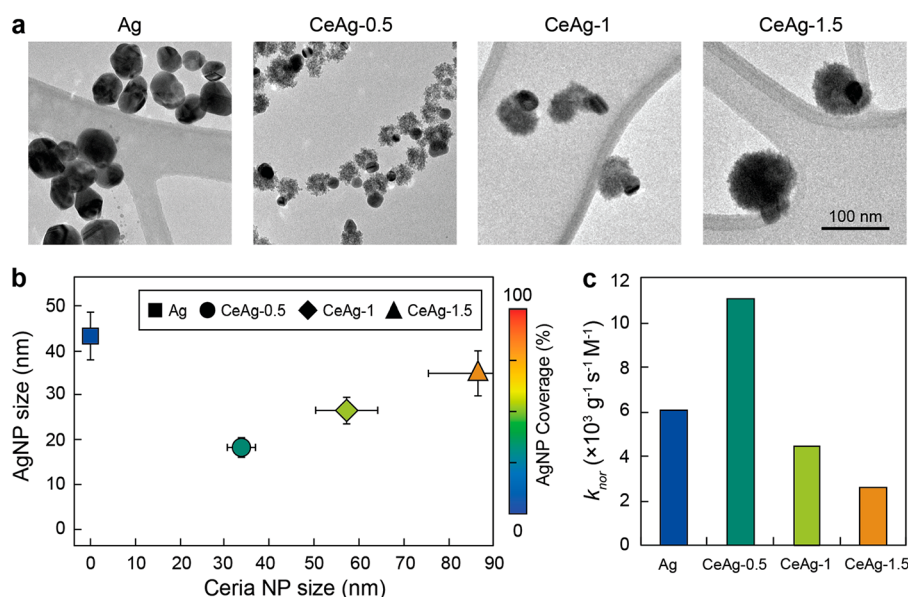 a
Ag
CeAg-0.5
CeAg-1
CeAg-1.5
100 nm
b
AgNP size (nm)
50
40
30
20
10
0
Ag
CeAg-0.5
CeAg-1
CeAg-1.5
0
10
20
30
40
50
60
70
80
90
Ceria NP size (nm)
100
0
AgNP Coverage (%)
c
k_nor (×10³ g⁻¹ s⁻¹ M⁻¹)
12
10
8
6
4
2
0
Ag
CeAg-0.5
CeAg-1
CeAg-1.5